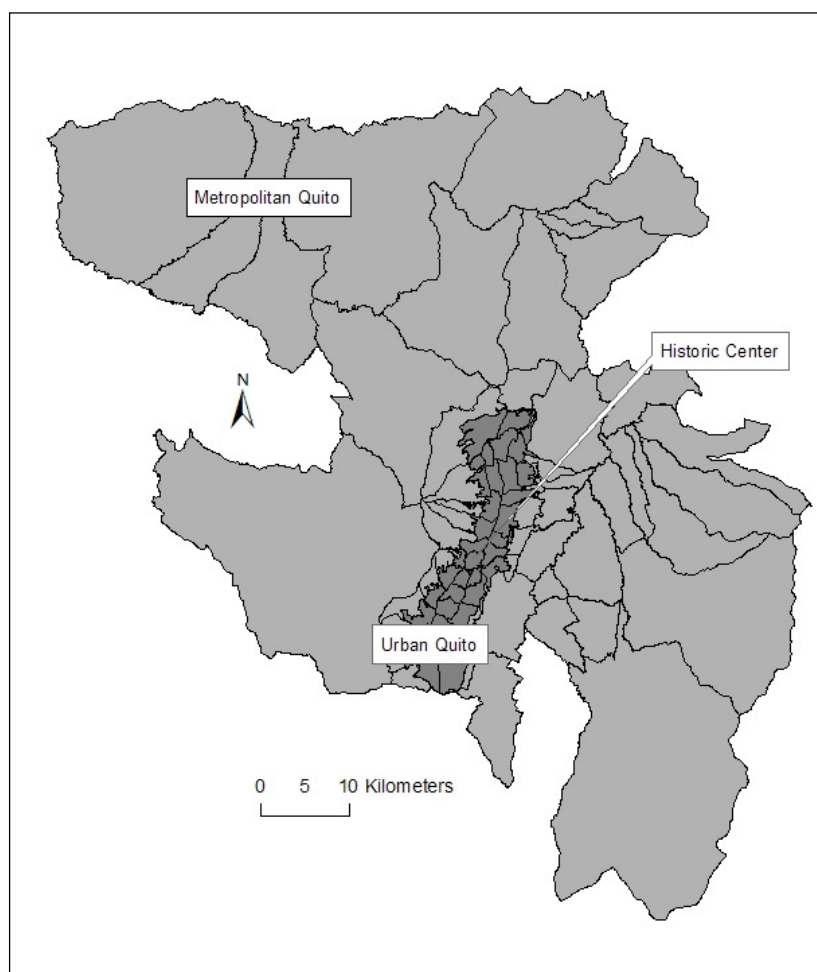 Metropolitan Quito
Historic Center
N
Urban Quito
0 5 10 Kilometers